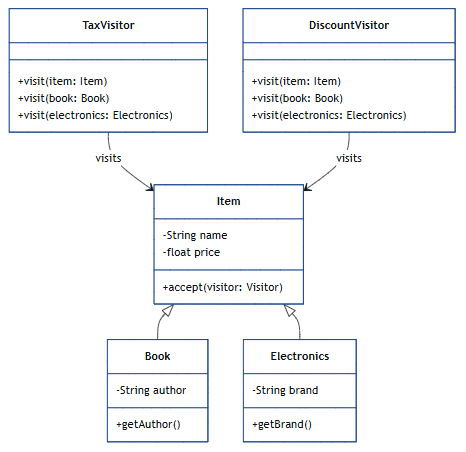 TaxVisitor
+visit(item: Item)
+visit(book: Book)
+visit(electronics: Electronics)
DiscountVisitor
+visit(item: Item)
+visit(book: Book)
+visit(electronics: Electronics)
visits
visits
Item
-String name
-float price
+accept(visitor: Visitor)
Book
-String author
+getAuthor()
Electronics
-String brand
+getBrand()